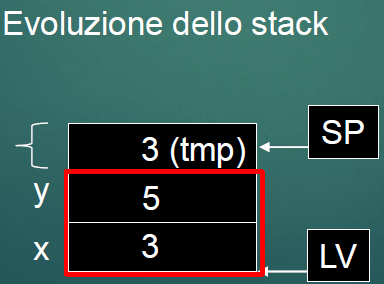 Evoluzione dello stack
3 (tmp)
SP
y
5
x
3
LV